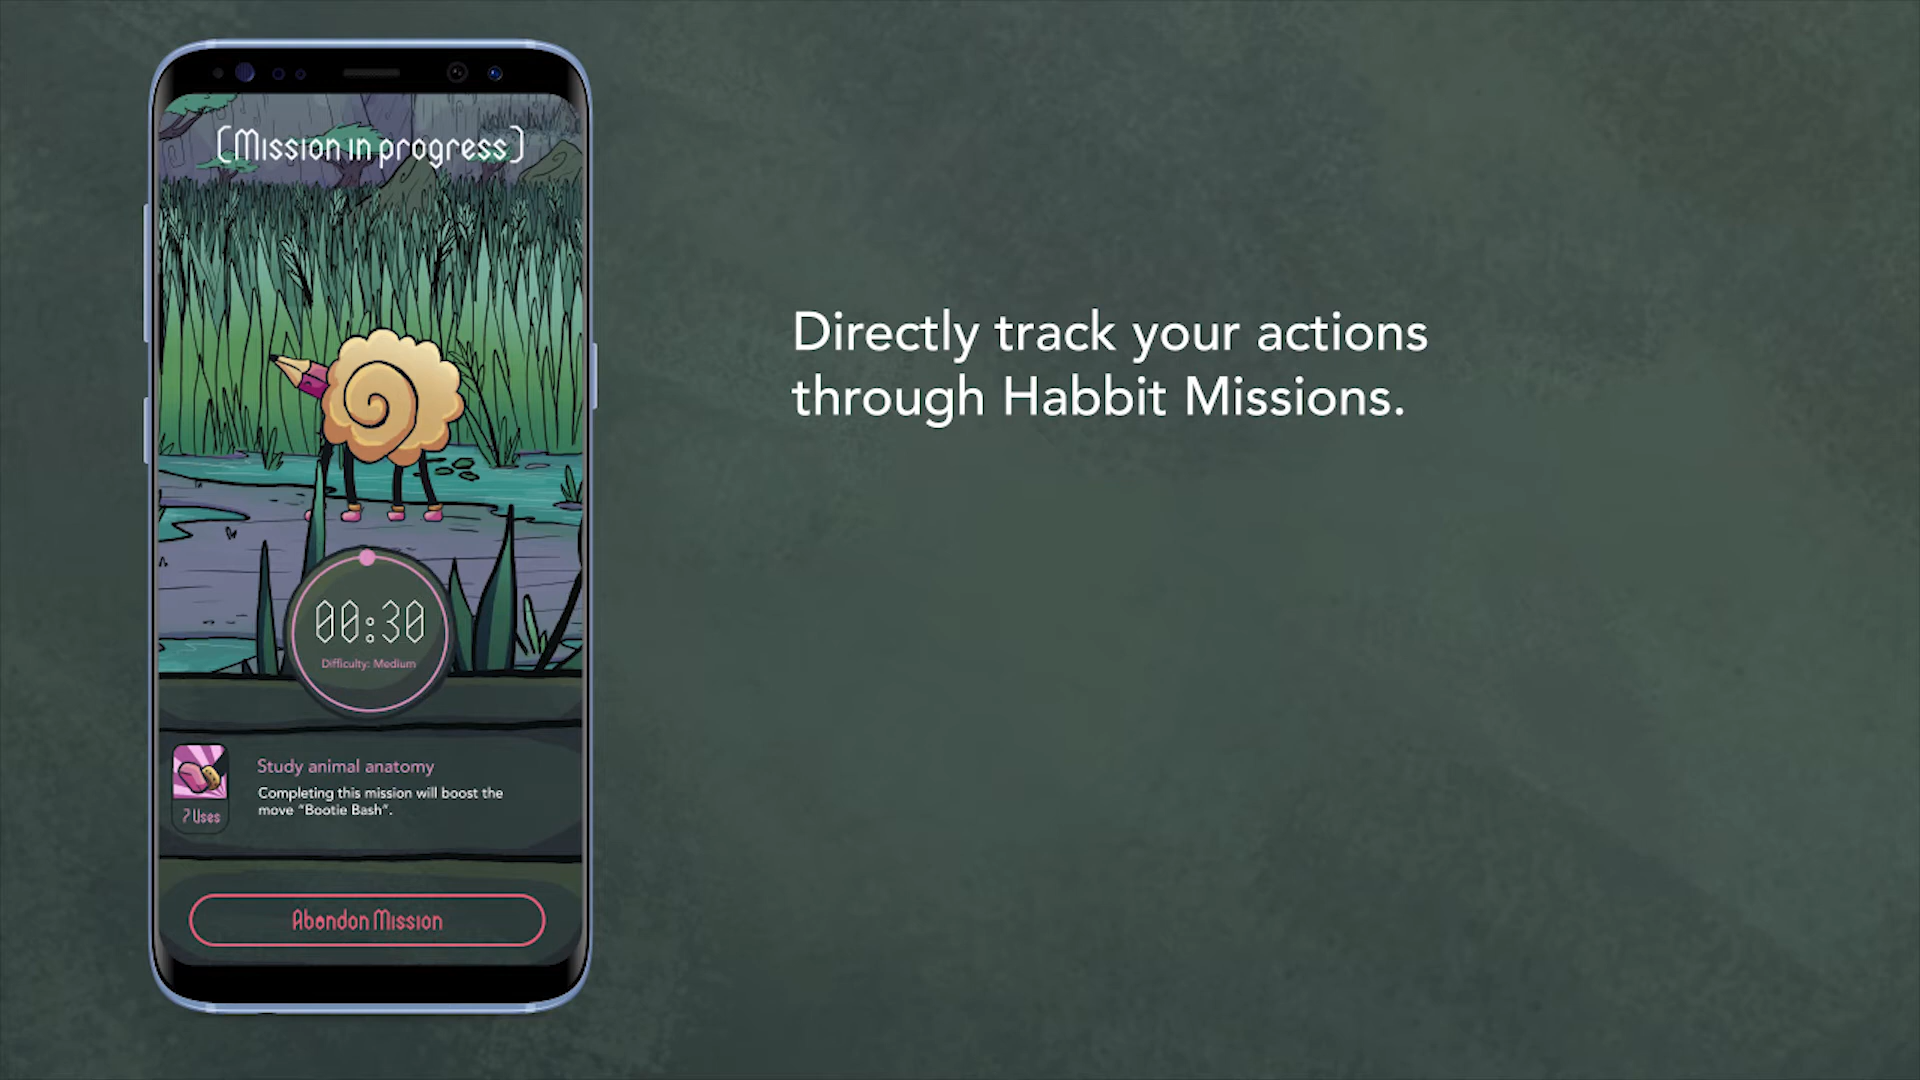 [Mission in progress]
Directly track your actions
through Habbit Missions.
00:30
Difficulty: Medium
Study animal anatomy
Completing this mission will boost the
move “Bootie Bash”.
7 Uses
Abandon Mission